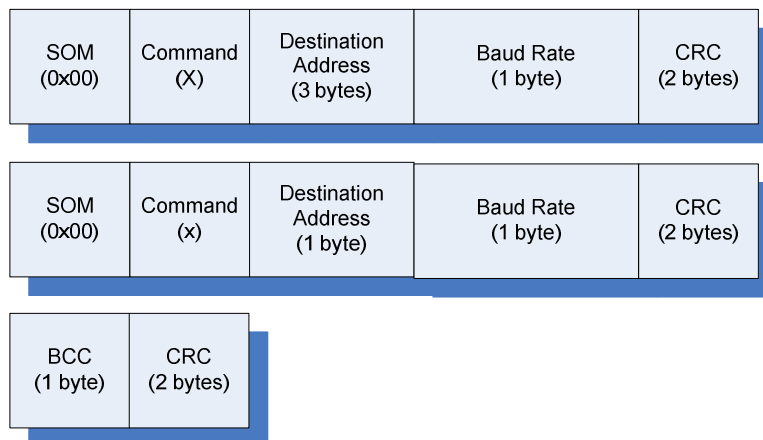 SOM
(0x00)
Command
(X)
Destination
Address
(3 bytes)
Baud Rate
(1 byte)
CRC
(2 bytes)
SOM
(0x00)
Command
(x)
Destination
Address
(1 byte)
Baud Rate
(1 byte)
CRC
(2 bytes)
BCC
(1 byte)
CRC
(2 bytes)